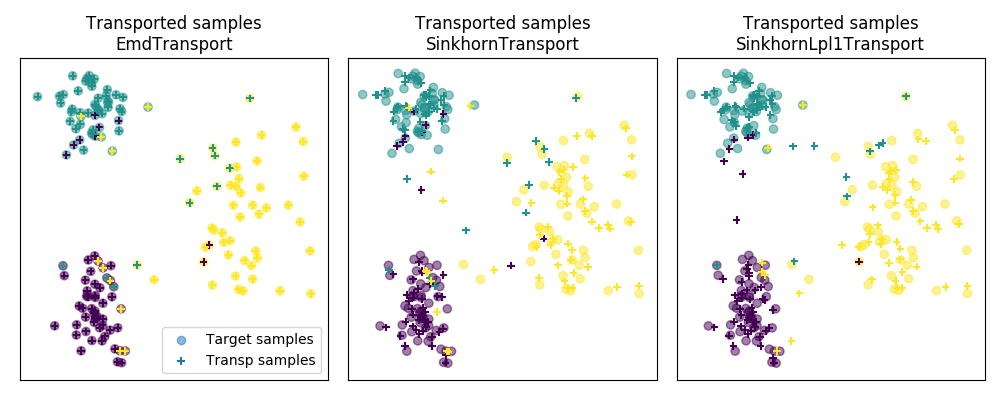 Transported samples
EmdTransport
Transported samples
SinkhornTransport
Transported samples
SinkhornLpl1Transport
Target samples
Transp samples